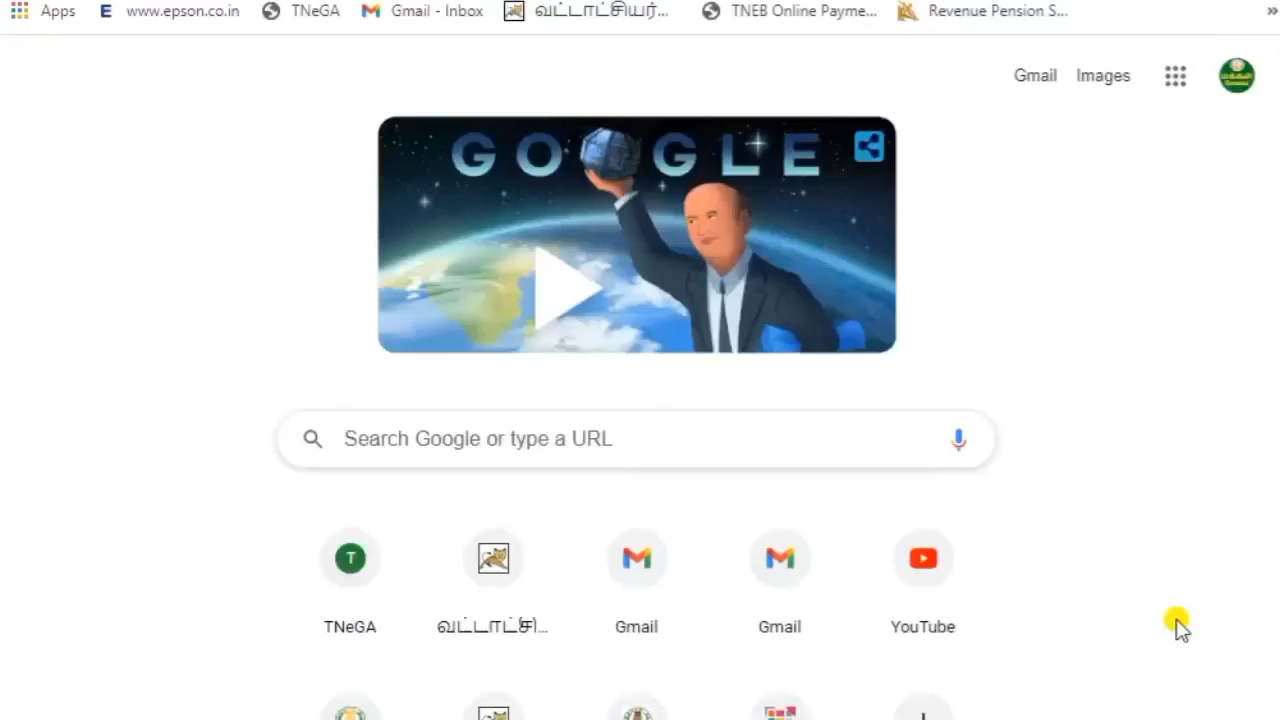 Apps www.epson.co.in TNeGA Gmail - Inbox வட்டாட்சியர்... TNEB Online Payme... Revenue Pension S... »
Gmail Images
GOOGLE
Search Google or type a URL
T
TNeGA வட்டாட்சி... Gmail Gmail YouTube